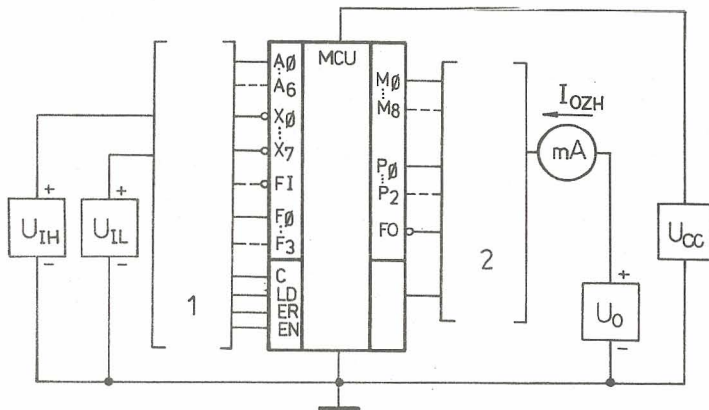 MCU
AØ
A6
XØ
X7
FI
FØ
F3
C
LD
ER
EN
MØ
M8
PØ
P2
FO
1
2
I_OZH
mA
+
U_IH
−
+
U_IL
−
+
U_O
−
U_CC